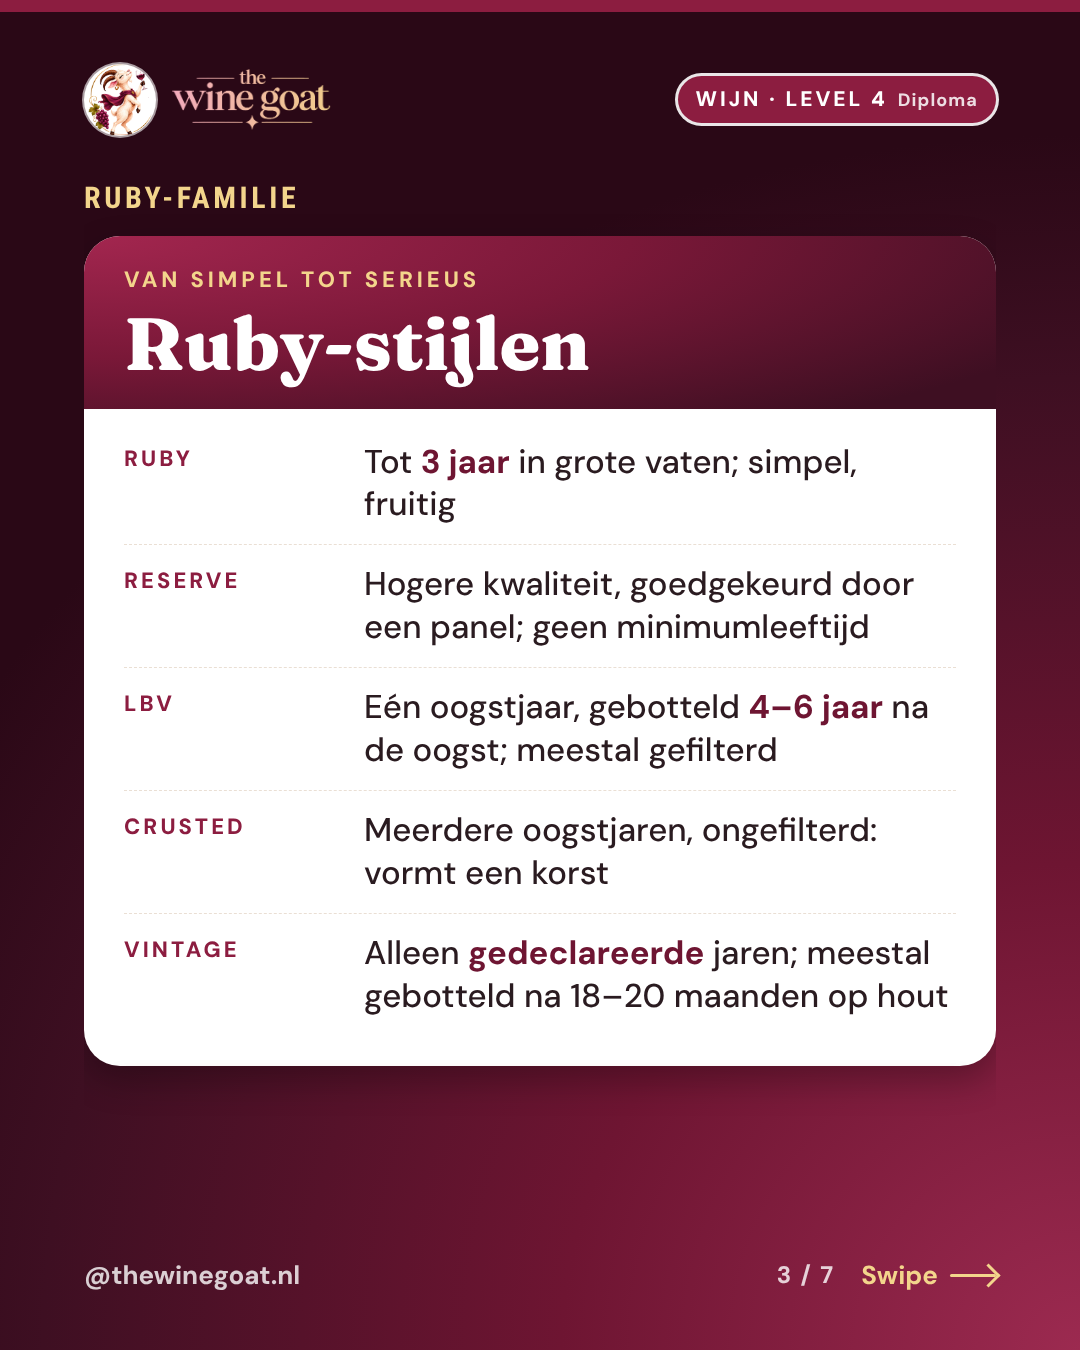 the
wine goat
WIJN · LEVEL 4 Diploma
RUBY-FAMILIE
VAN SIMPEL TOT SERIEUS
Ruby-stijlen
RUBY
Tot 3 jaar in grote vaten; simpel,
fruitig
RESERVE
Hogere kwaliteit, goedgekeurd door
een panel; geen minimumleeftijd
LBV
Eén oogstjaar, gebotteld 4–6 jaar na
de oogst; meestal gefilterd
CRUSTED
Meerdere oogstjaren, ongefilterd:
vormt een korst
VINTAGE
Alleen gedeclareerde jaren; meestal
gebotteld na 18–20 maanden op hout
@thewinegoat.nl
3 / 7 Swipe